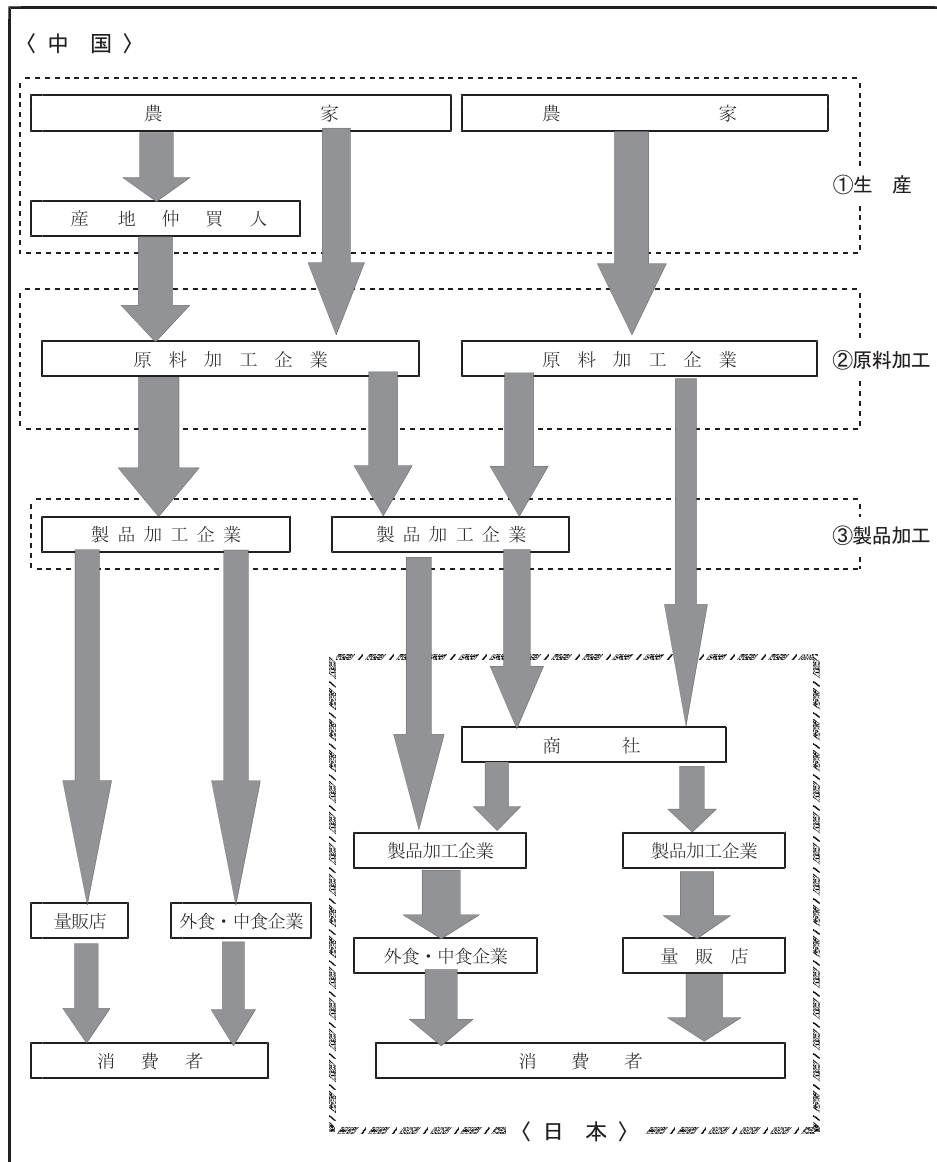 〈 中　国 〉
農　家
農　家
①生　産
産　地　仲　買　人
原　料　加　工　企　業
原　料　加　工　企　業
②原料加工
製 品 加 工 企 業
製 品 加 工 企 業
③製品加工
商　社
製品加工企業
製品加工企業
量販店
外食・中食企業
外食・中食企業
量　販　店
消　費　者
消　費　者
〈 日　本 〉